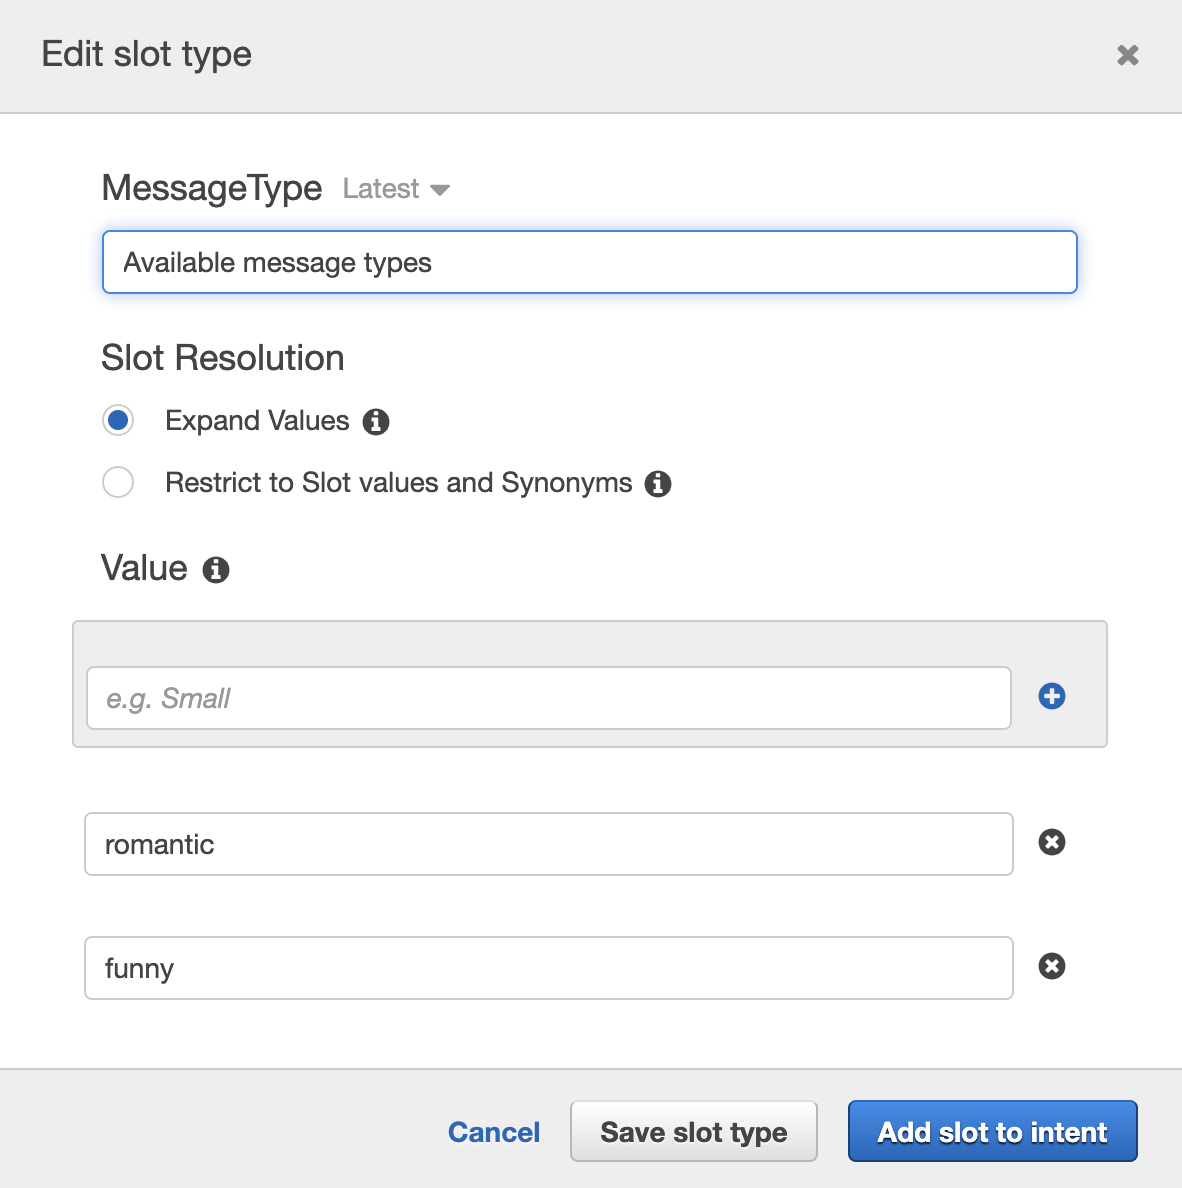 Edit slot type
MessageType Latest
Available message types
Slot Resolution
Expand Values
Restrict to Slot values and Synonyms
Value
e.g. Small
romantic
funny
Cancel Save slot type Add slot to intent